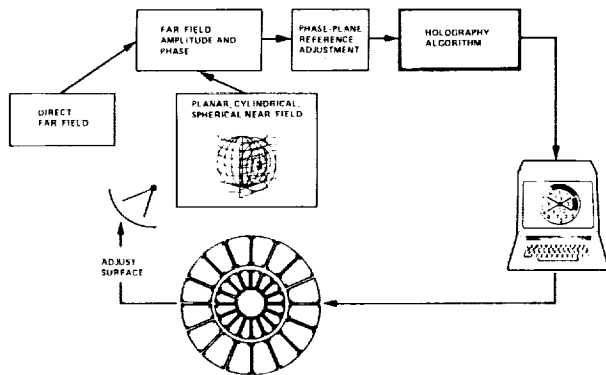 FAR FIELD
AMPLITUDE AND
PHASE
PHASE-PLANE
REFERENCE
ADJUSTMENT
HOLOGRAPHY
ALGORITHM
DIRECT
FAR FIELD
PLANAR, CYLINDRICAL,
SPHERICAL NEAR FIELD
ADJUST
SURFACE